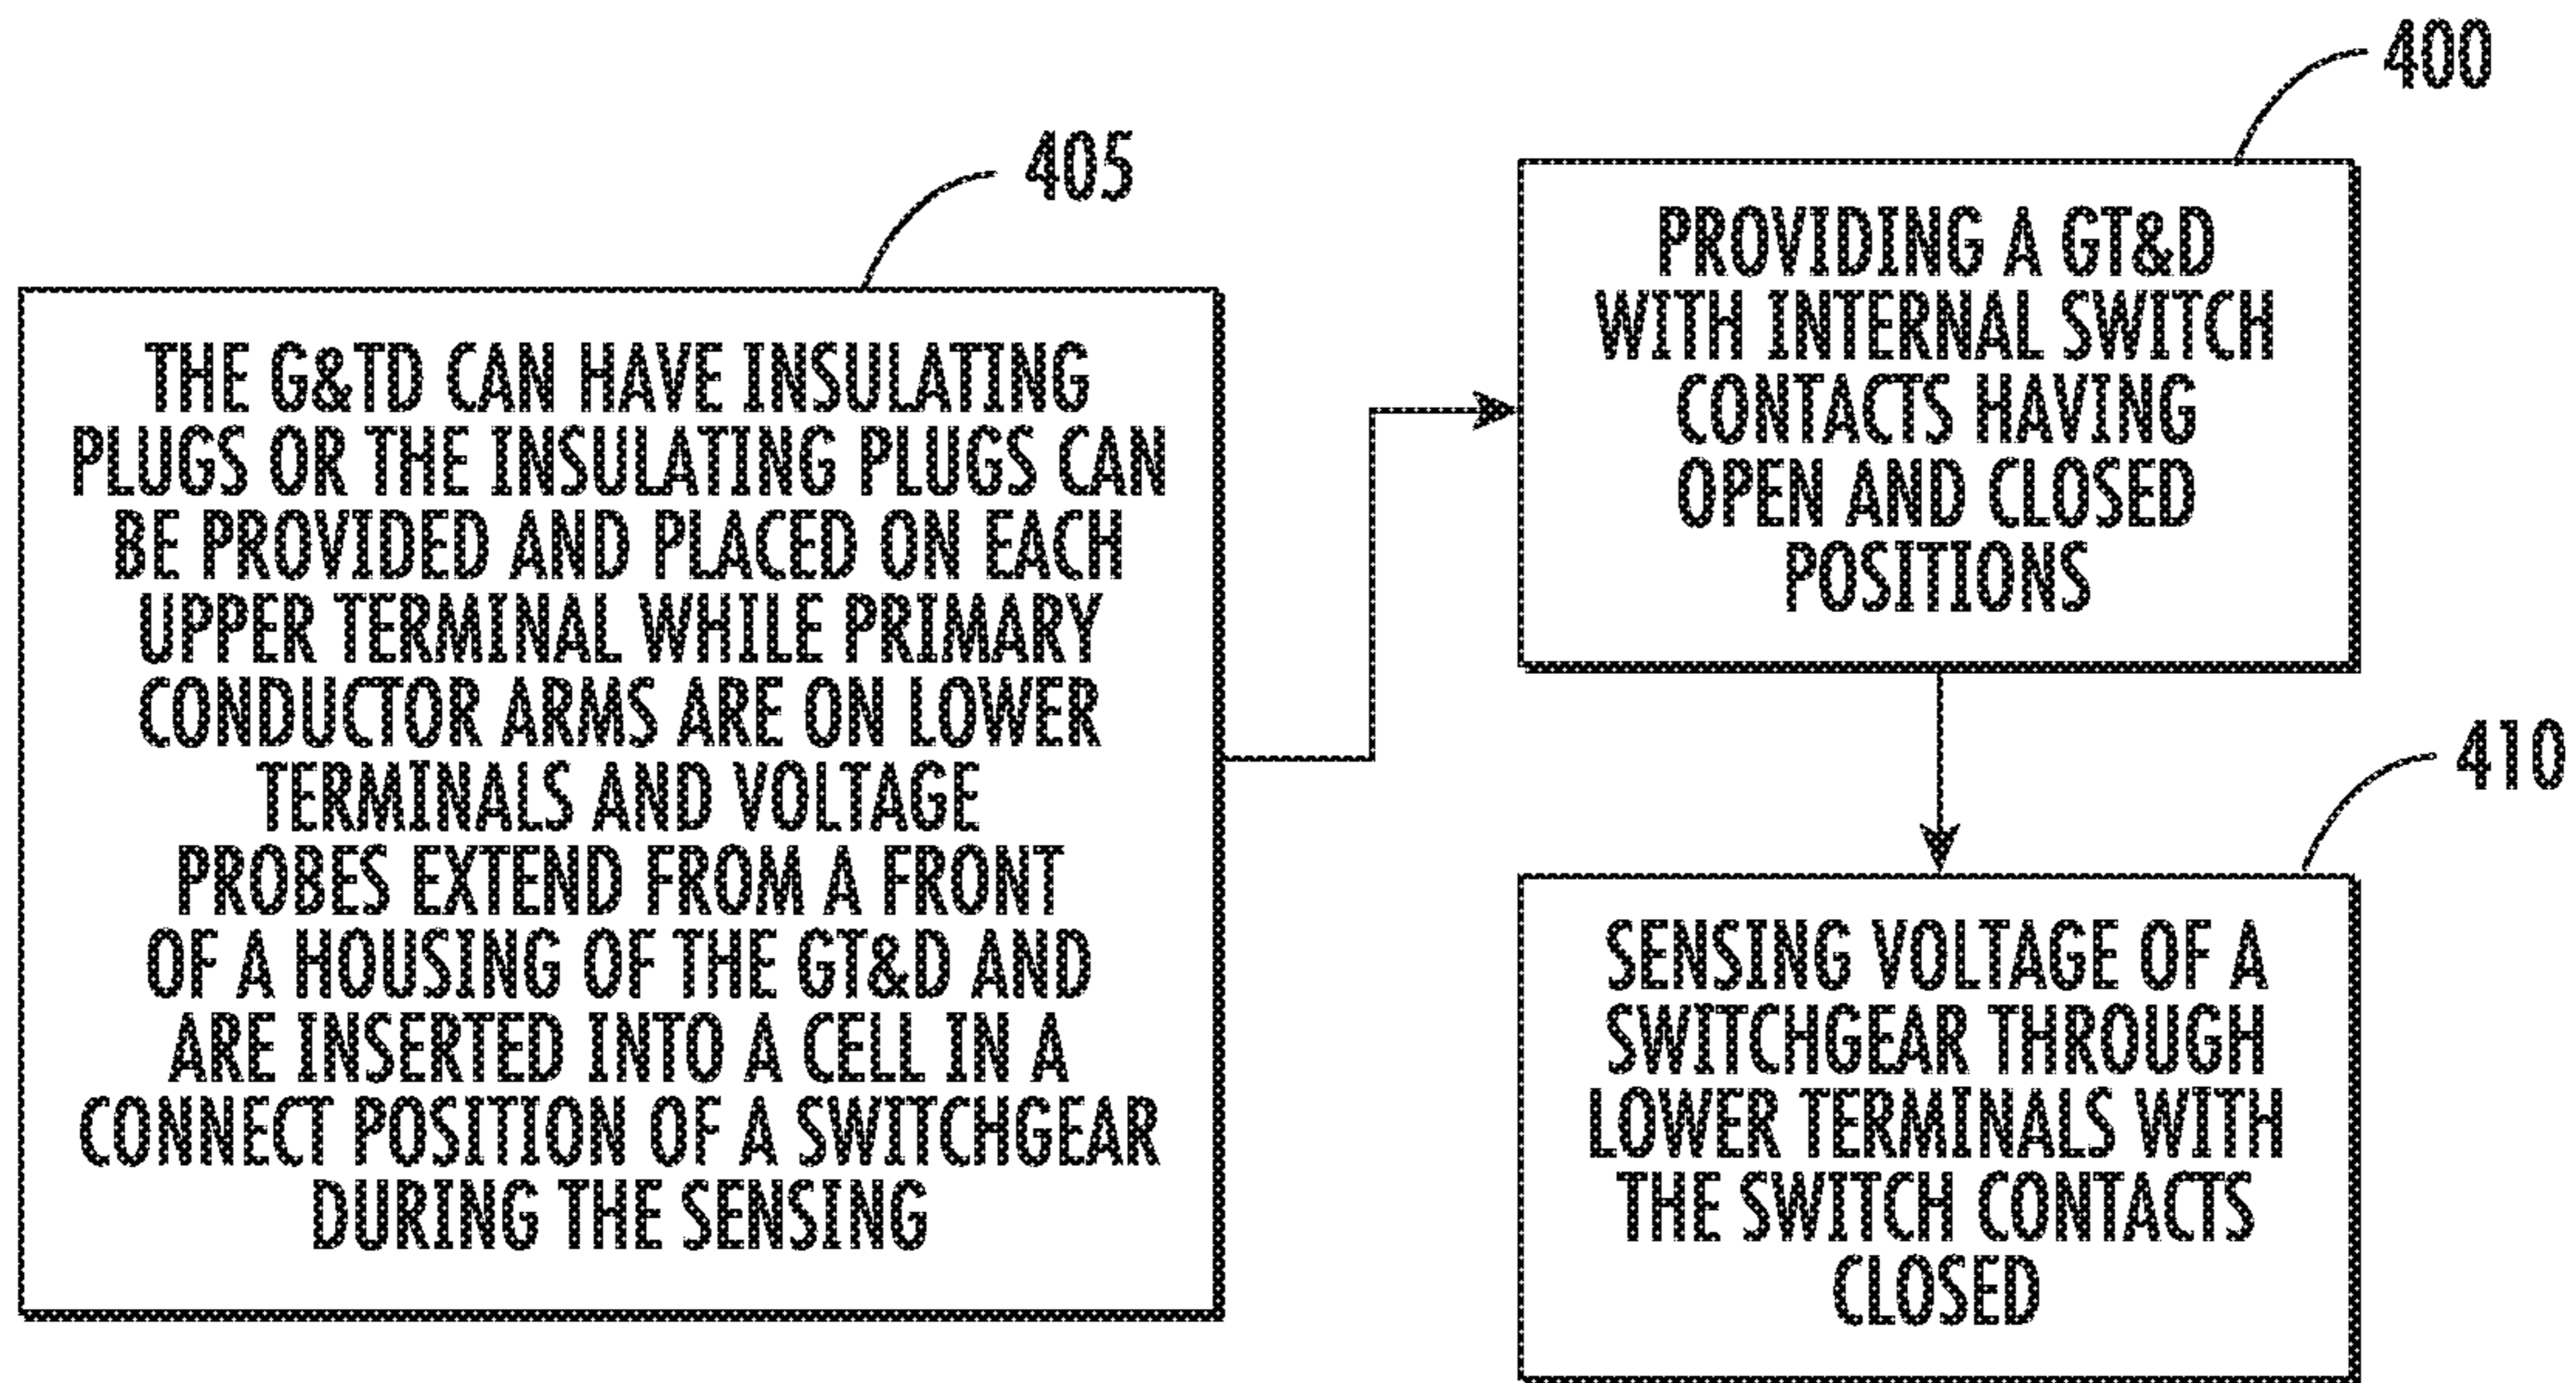 400
PROVIDING A GT&D
WITH INTERNAL SWITCH
CONTACTS HAVING
OPEN AND CLOSED
POSITIONS
405
THE G&TD CAN HAVE INSULATING
PLUGS OR THE INSULATING PLUGS CAN
BE PROVIDED AND PLACED ON EACH
UPPER TERMINAL WHILE PRIMARY
CONDUCTOR ARMS ARE ON LOWER
TERMINALS AND VOLTAGE
PROBES EXTEND FROM A FRONT
OF A HOUSING OF THE GT&D AND
ARE INSERTED INTO A CELL IN A
CONNECT POSITION OF A SWITCHGEAR
DURING THE SENSING
410
SENSING VOLTAGE OF A
SWITCHGEAR THROUGH
LOWER TERMINALS WITH
THE SWITCH CONTACTS
CLOSED